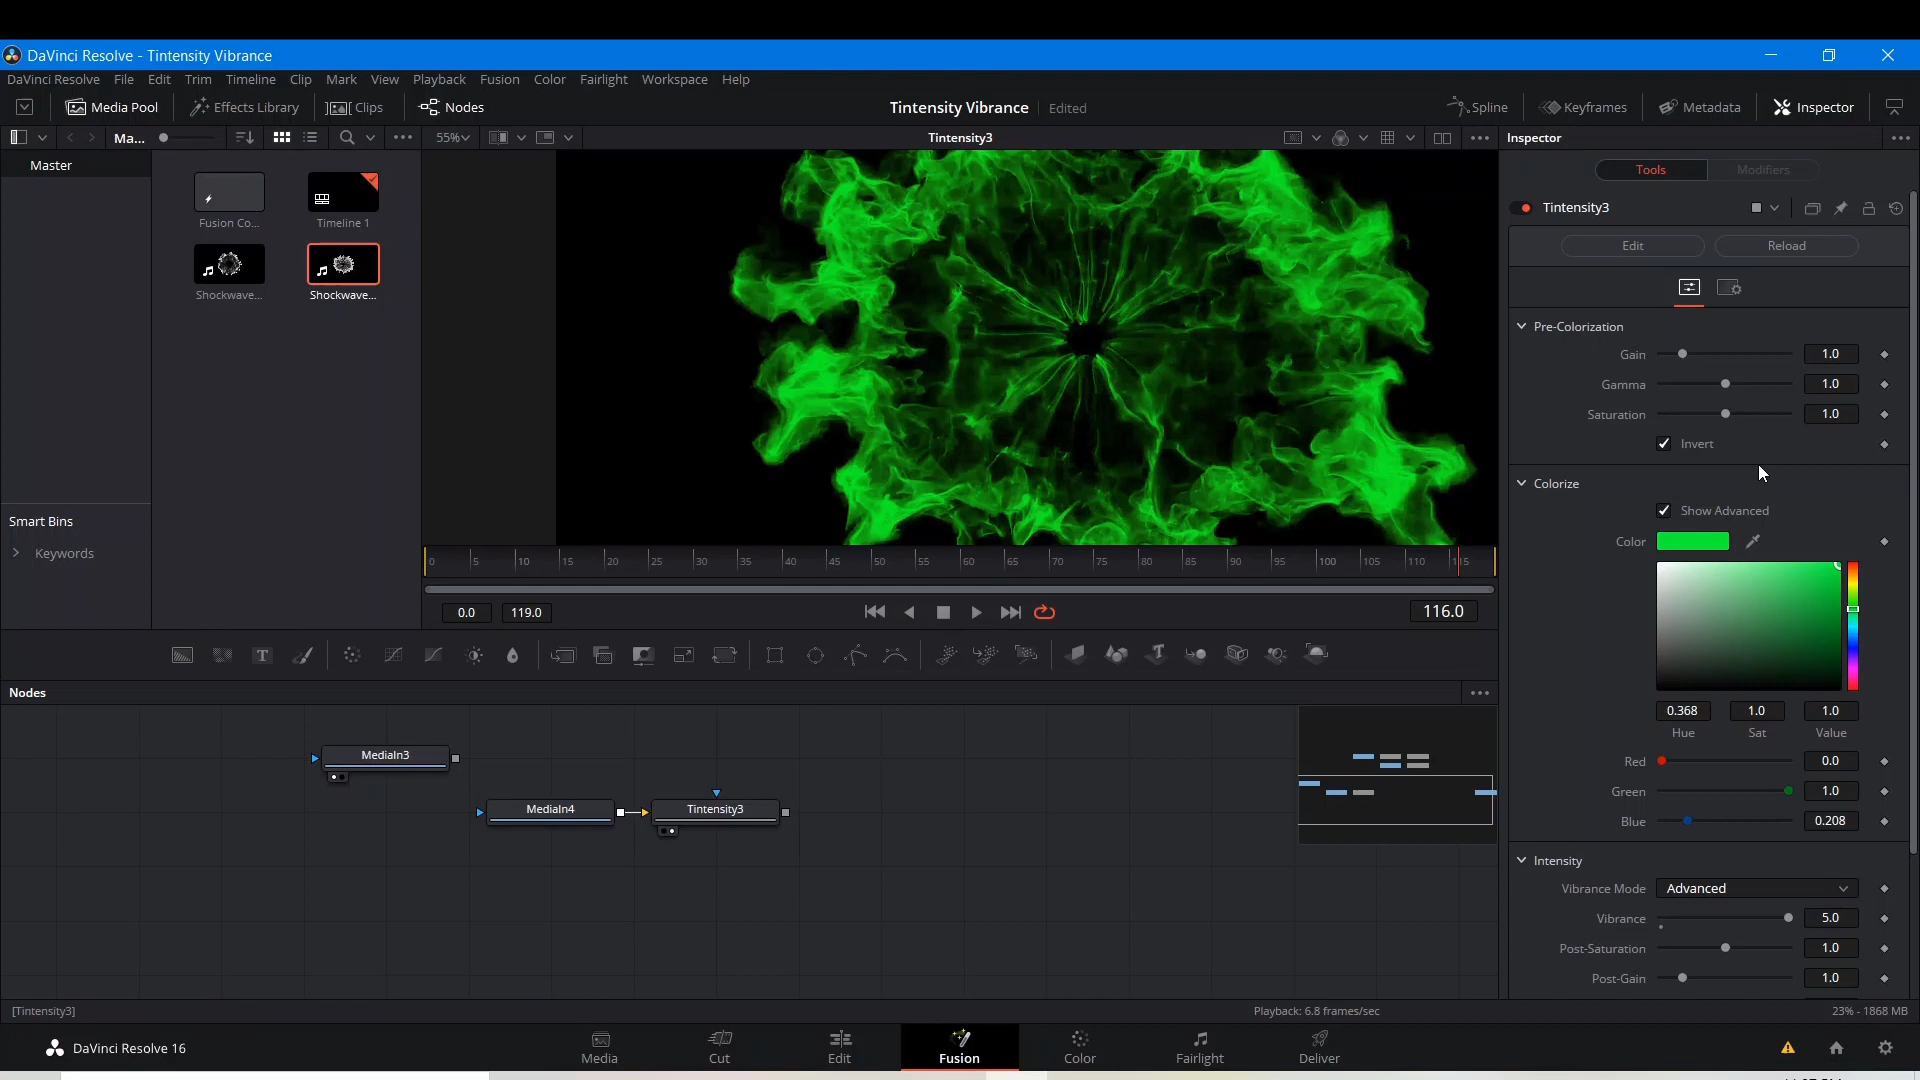 DaVinci Resolve - Tintensity Vibrance
DaVinci Resolve File Edit Trim Timeline Clip Mark View Playback Fusion Color Fairlight Workspace Help
Media Pool Effects Library Clips Nodes Tintensity Vibrance Edited Spline Keyframes Metadata Inspector
Ma... 55% Tintensity3 Inspector
Master
Tools Modifiers
Tintensity3
Fusion Co... Timeline 1
Edit Reload
Shockwave... Shockwave...
Pre-Colorization
Gain 1.0
Gamma 1.0
Saturation 1.0
Invert
Colorize
Show Advanced
Color
Smart Bins
Keywords
0 5 10 15 20 25 30 35 40 45 50 55 60 65 70 75 80 85 90 95 100 105 110 115
0.0 119.0 116.0
T
Nodes
0.368 1.0 1.0
Hue Sat Value
Red 0.0
Green 1.0
Blue 0.208
MediaIn3
MediaIn4 Tintensity3
Intensity
Vibrance Mode Advanced
Vibrance 5.0
Post-Saturation 1.0
Post-Gain 1.0
[Tintensity3] Playback: 6.8 frames/sec 23% - 1868 MB
DaVinci Resolve 16 Media Cut Edit Fusion Color Fairlight Deliver